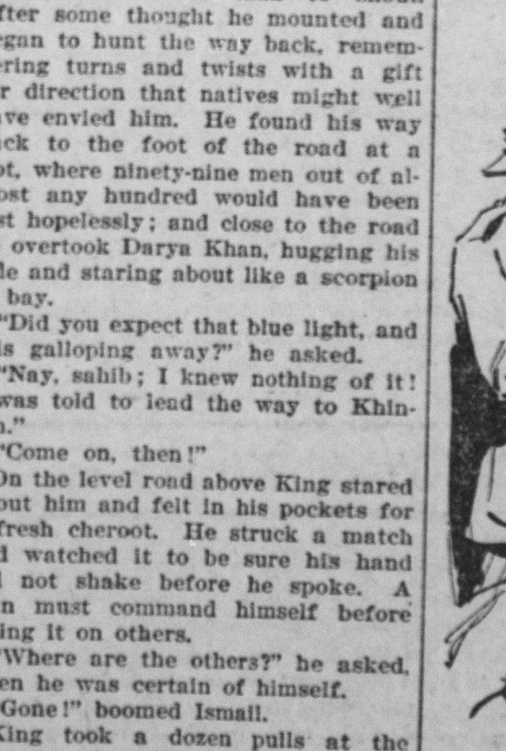 fter some thought he mounted and
egan to hunt the way back, remem-
ering turns and twists with a gift
r direction that natives might well
ave envied him. He found his way
ack to the foot of the road at a
ot, where ninety-nine men out of al-
ost any hundred would have been
st hopelessly; and close to the road
overtook Darya Khan, hugging his
le and staring about like a scorpion
bay.
"Did you expect that blue light, and
is galloping away?" he asked.
"Nay, sahib; I knew nothing of it!
was told to lead the way to Khin-
n."
"Come on, then!"
On the level road above King stared
out him and felt in his pockets for
fresh cheroot. He struck a match
d watched it to be sure his hand
d not shake before he spoke. A
n must command himself before
ing it on others.
"Where are the others?" he asked,
en he was certain of himself.
"Gone!" boomed Ismail.
King took a dozen pulls at the